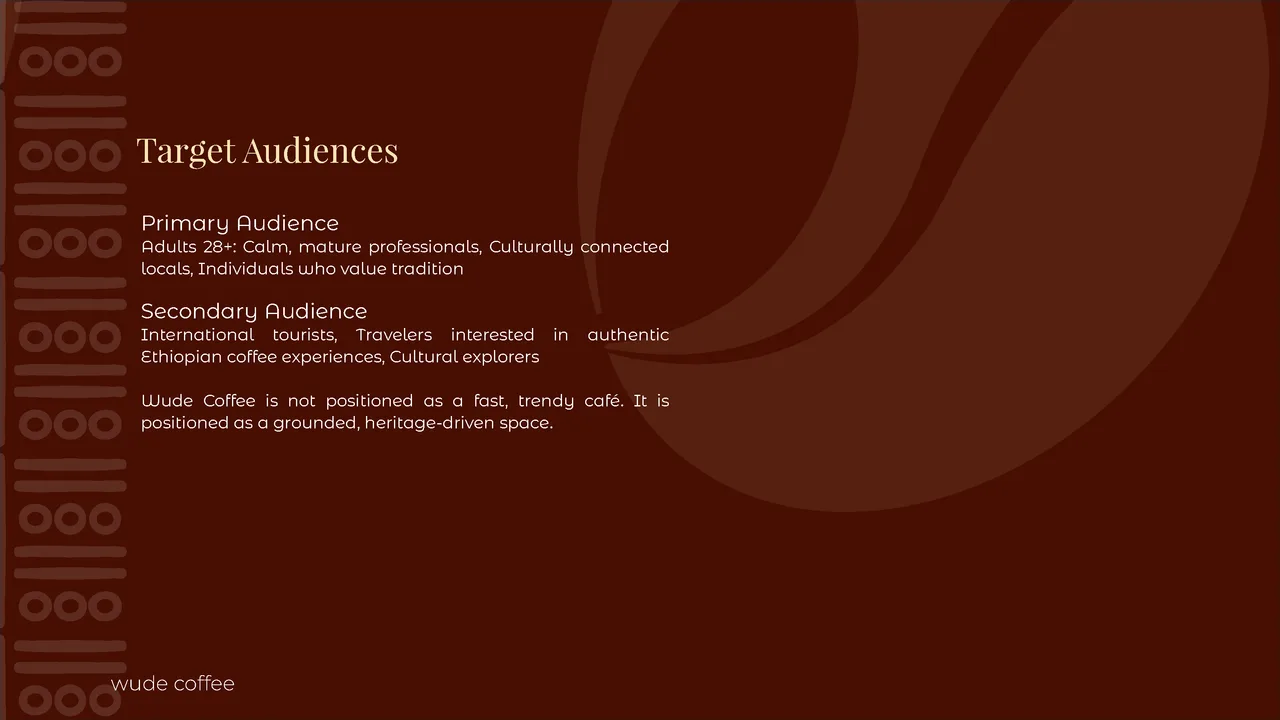 Target Audiences
Primary Audience
Adults 28+: Calm, mature professionals, Culturally connected
locals, Individuals who value tradition
Secondary Audience
International tourists, Travelers interested in authentic
Ethiopian coffee experiences, Cultural explorers
Wude Coffee is not positioned as a fast, trendy café. It is
positioned as a grounded, heritage-driven space.
wude coffee